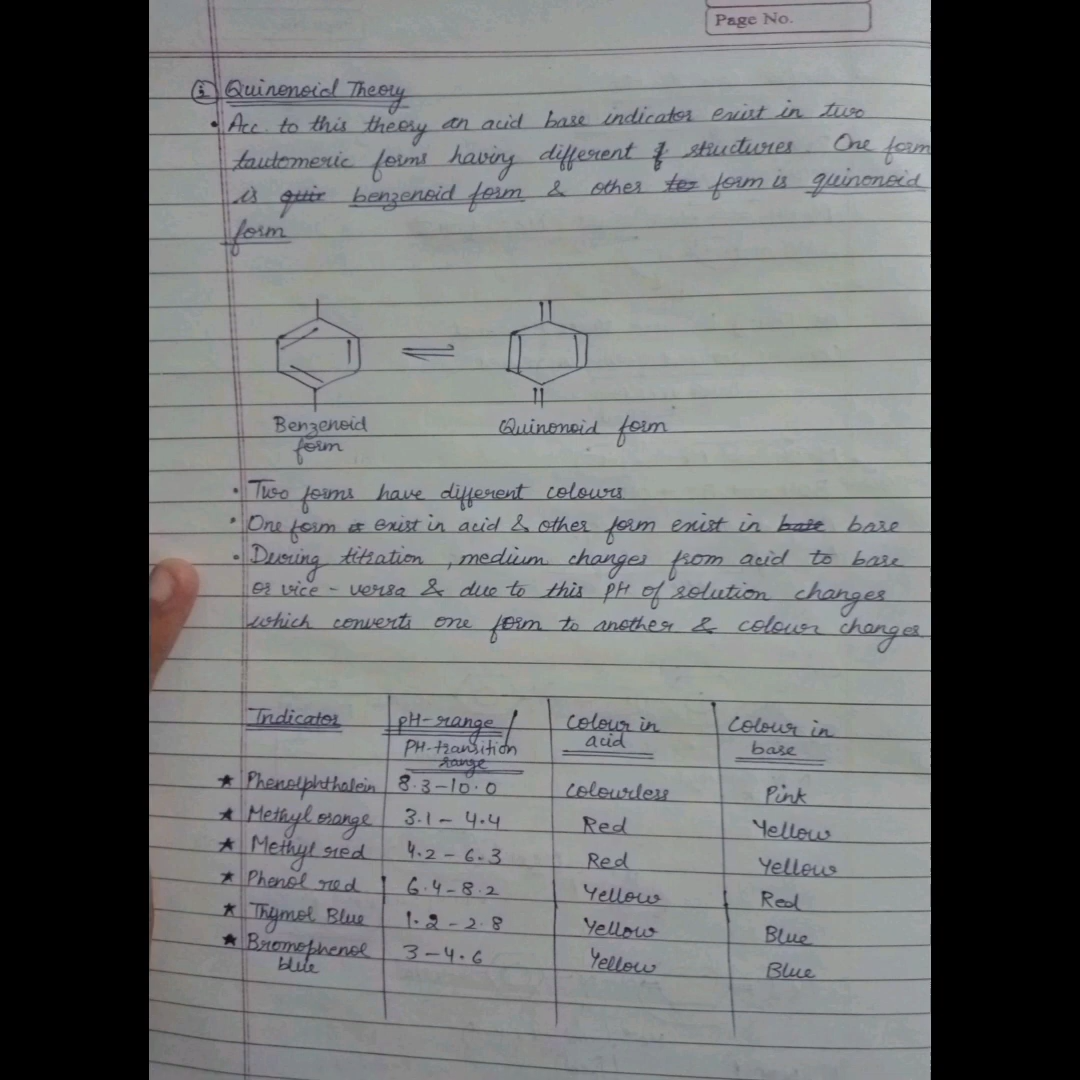 Page No.
3 Quinonoid Theory
• Acc. to this theory an acid base indicator exist in two
tautomeric forms having different structures. One form
is benzenoid form & other form is quinonoid
form
Benzenoid Quinonoid form
form
• Two forms have different colours
• One form exist in acid & other form exist in base
• During titration, medium changes from acid to base
or vice-versa & due to this pH of solution changes
which converts one form to another & colour changes
Indicator pH-range / Colour in Colour in
PH-transition acid base
range
★ Phenolphthalein 8.3-10.0 Colourless Pink
★ Methyl orange 3.1-4.4 Red Yellow
★ Methyl red 4.2-6.3 Red Yellow
★ Phenol red 6.4-8.2 Yellow Red
★ Thymol Blue 1.2-2.8 Yellow Blue
★ Bromophenol 3-4.6 Yellow Blue
blue